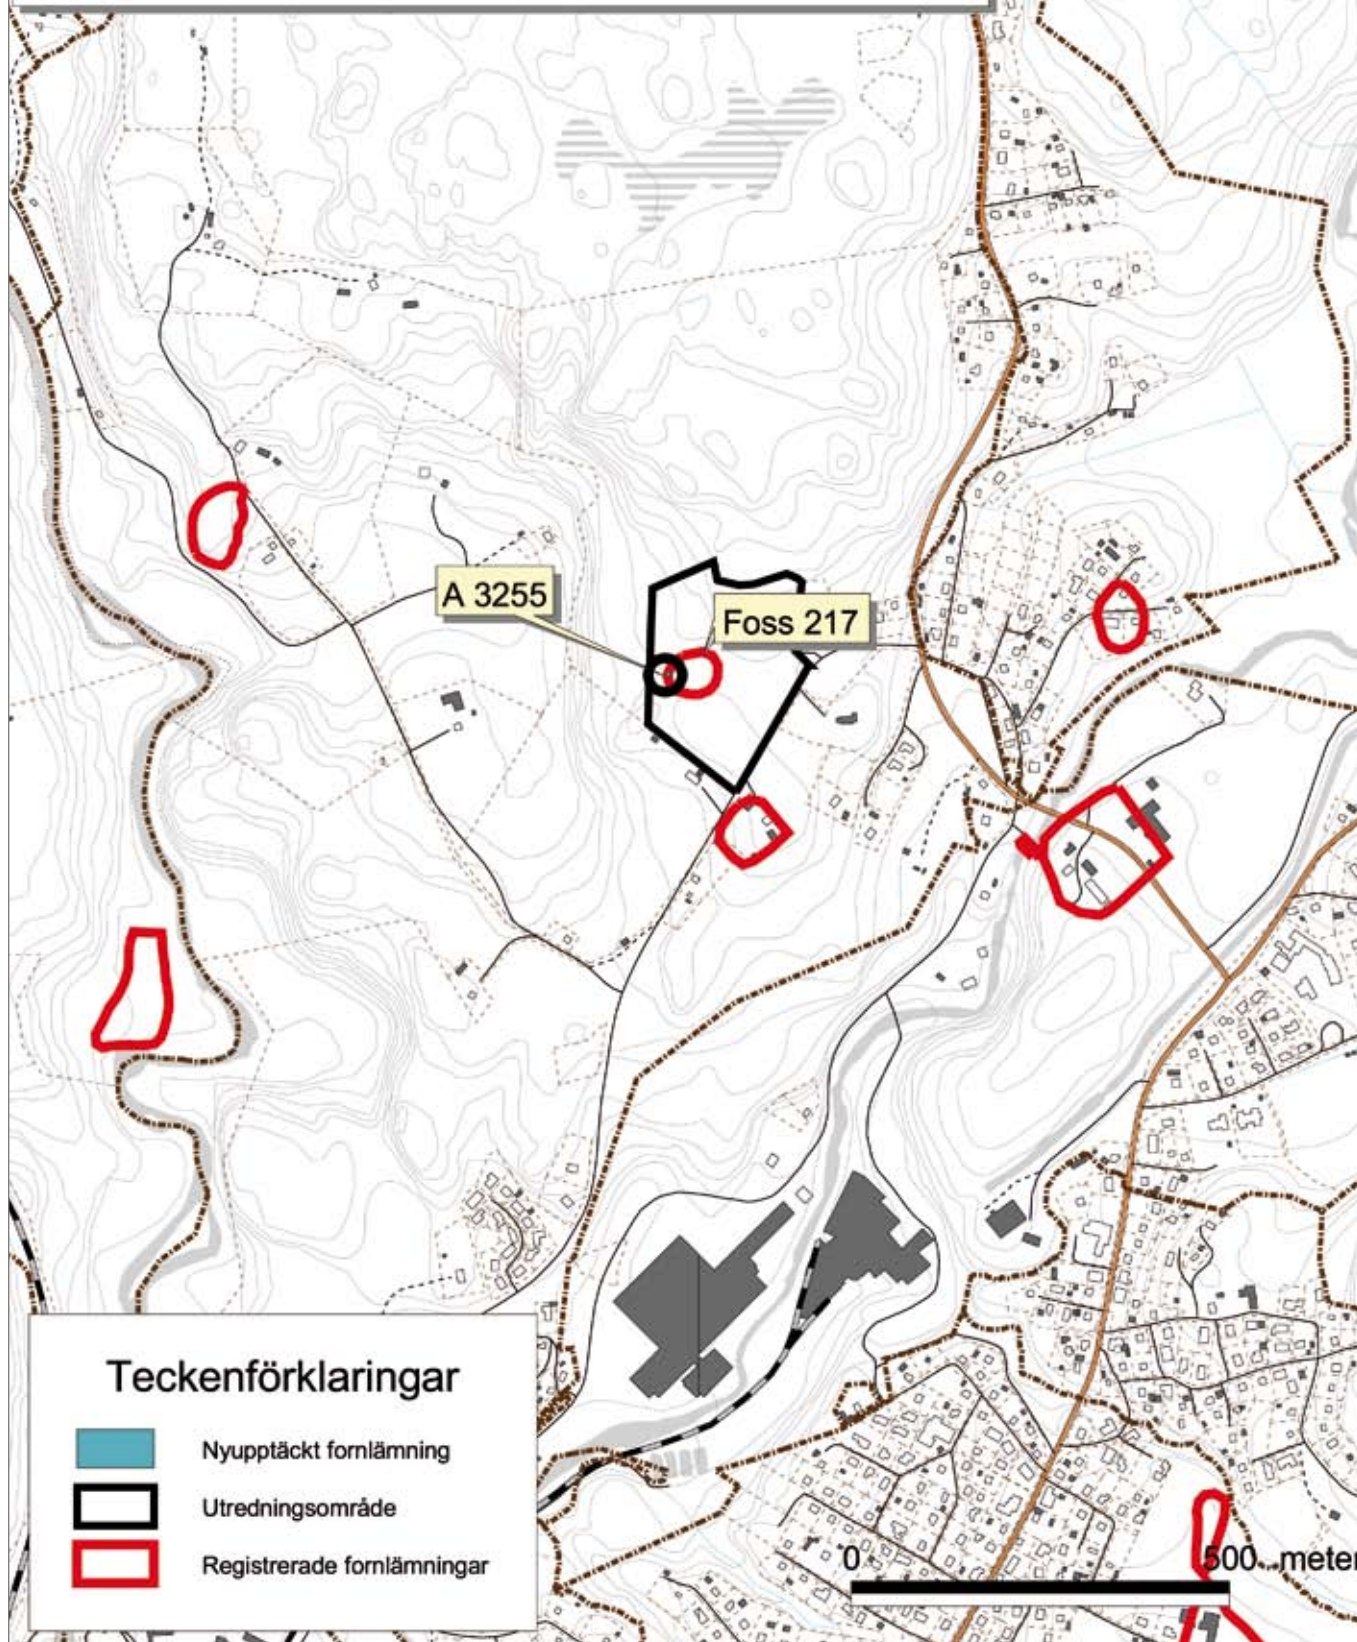 A 3255
Foss 217
Teckenförklaringar
Nyupptäckt fornlämning
Utredningsområde
Registrerade fornlämningar
0 500 meter